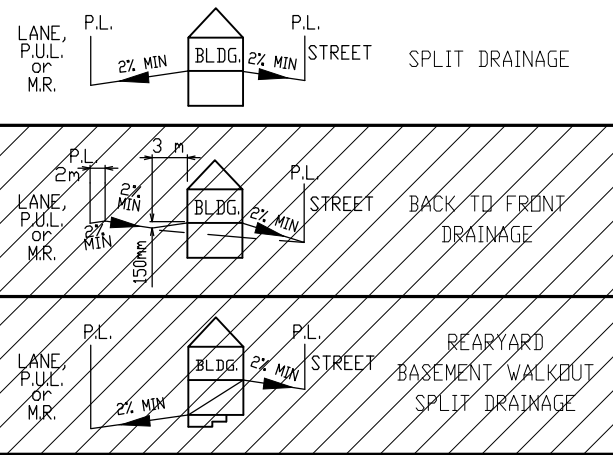 P.L.
P.L.
LANE,
P.U.L.
or
M.R.
2% MIN
BLDG.
2% MIN
STREET
SPLIT DRAINAGE
3 m
P.L.
2m
P.L.
LANE,
P.U.L.
or
M.R.
2%
MIN
2%
MIN
150mm
BLDG.
2% MIN
STREET
BACK TO FRONT
DRAINAGE
P.L.
P.L.
LANE,
P.U.L.
or
M.R.
2% MIN
BLDG.
2% MIN
STREET
REARYARD
BASEMENT WALKOUT
SPLIT DRAINAGE